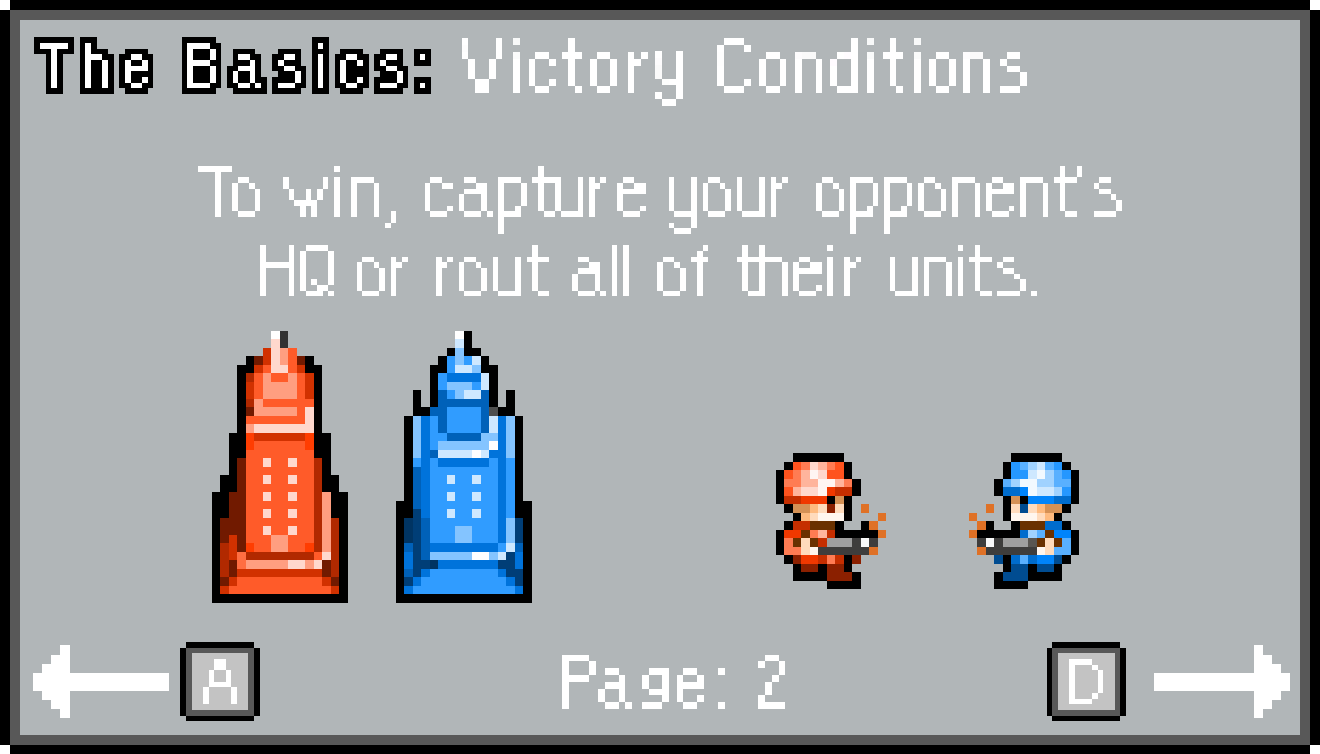 The Basics: Victory Conditions
To win, capture your opponent's
HQ or rout all of their units.
A Page: 2 D